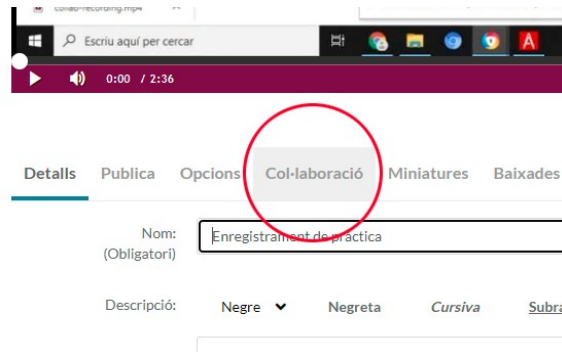 collab-recording.mp4
Escriu aquí per cercar
0:00 / 2:36
Detalls Publica Opcions Col·laboració Miniatures Baixades
Nom: Enregistrament de pràctica
(Obligatori)
Descripció: Negre Negreta Cursiva